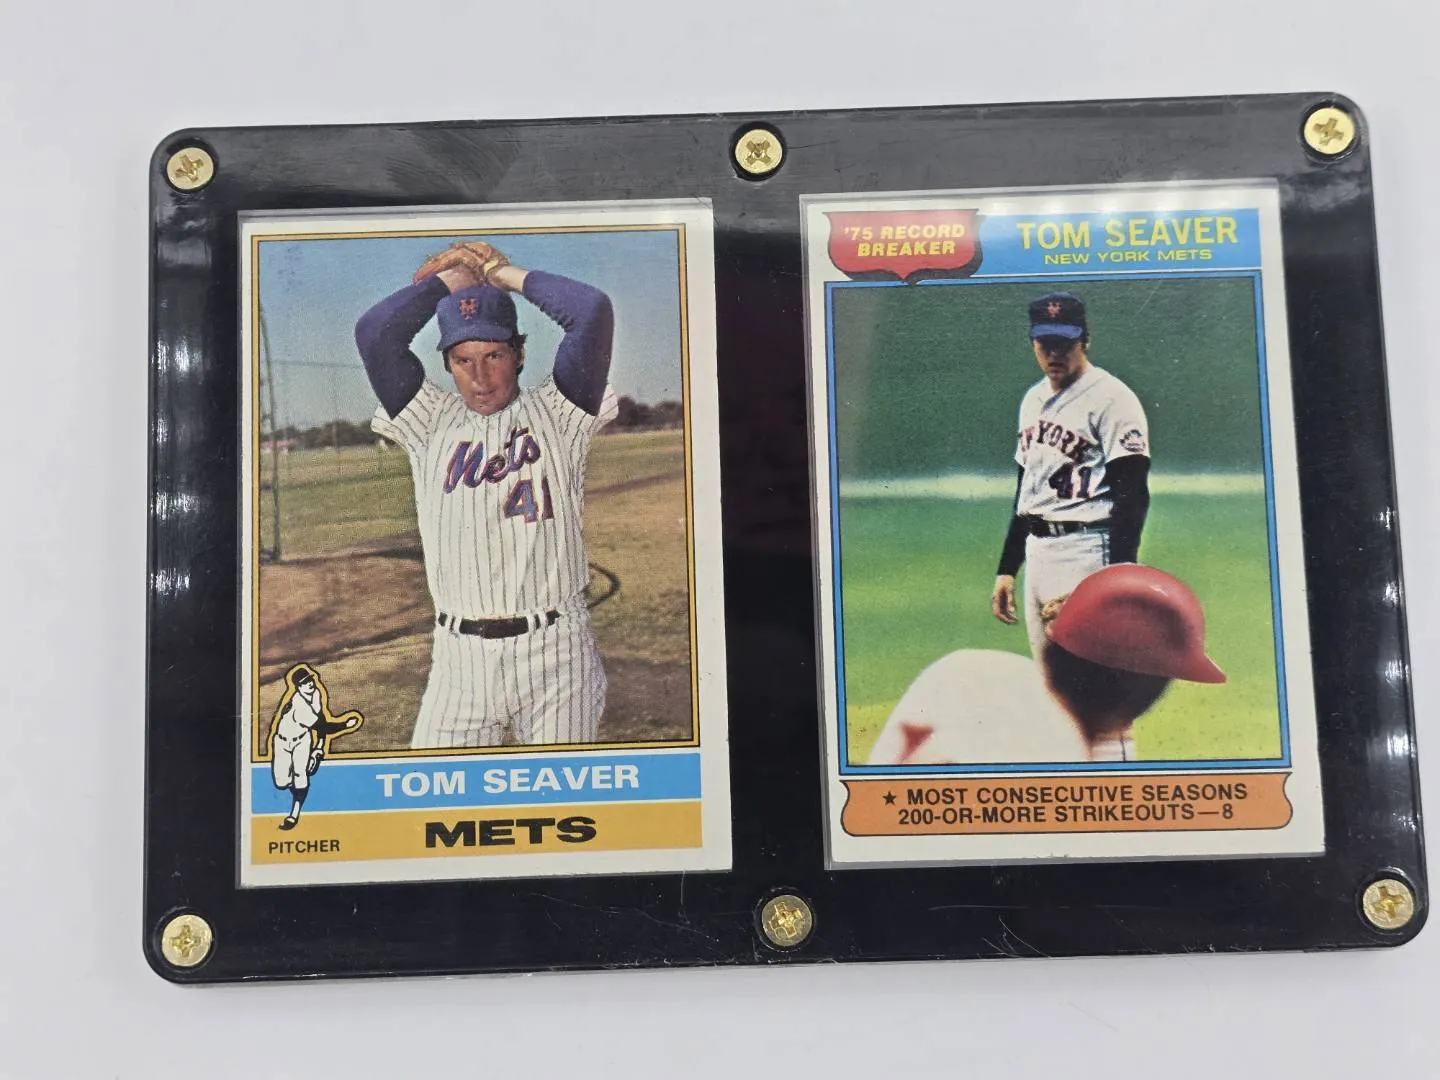 Mets
41
TOM SEAVER
PITCHER
METS
'75 RECORD
BREAKER
TOM SEAVER
NEW YORK METS
NEW YORK
41
★ MOST CONSECUTIVE SEASONS
200-OR-MORE STRIKEOUTS—8